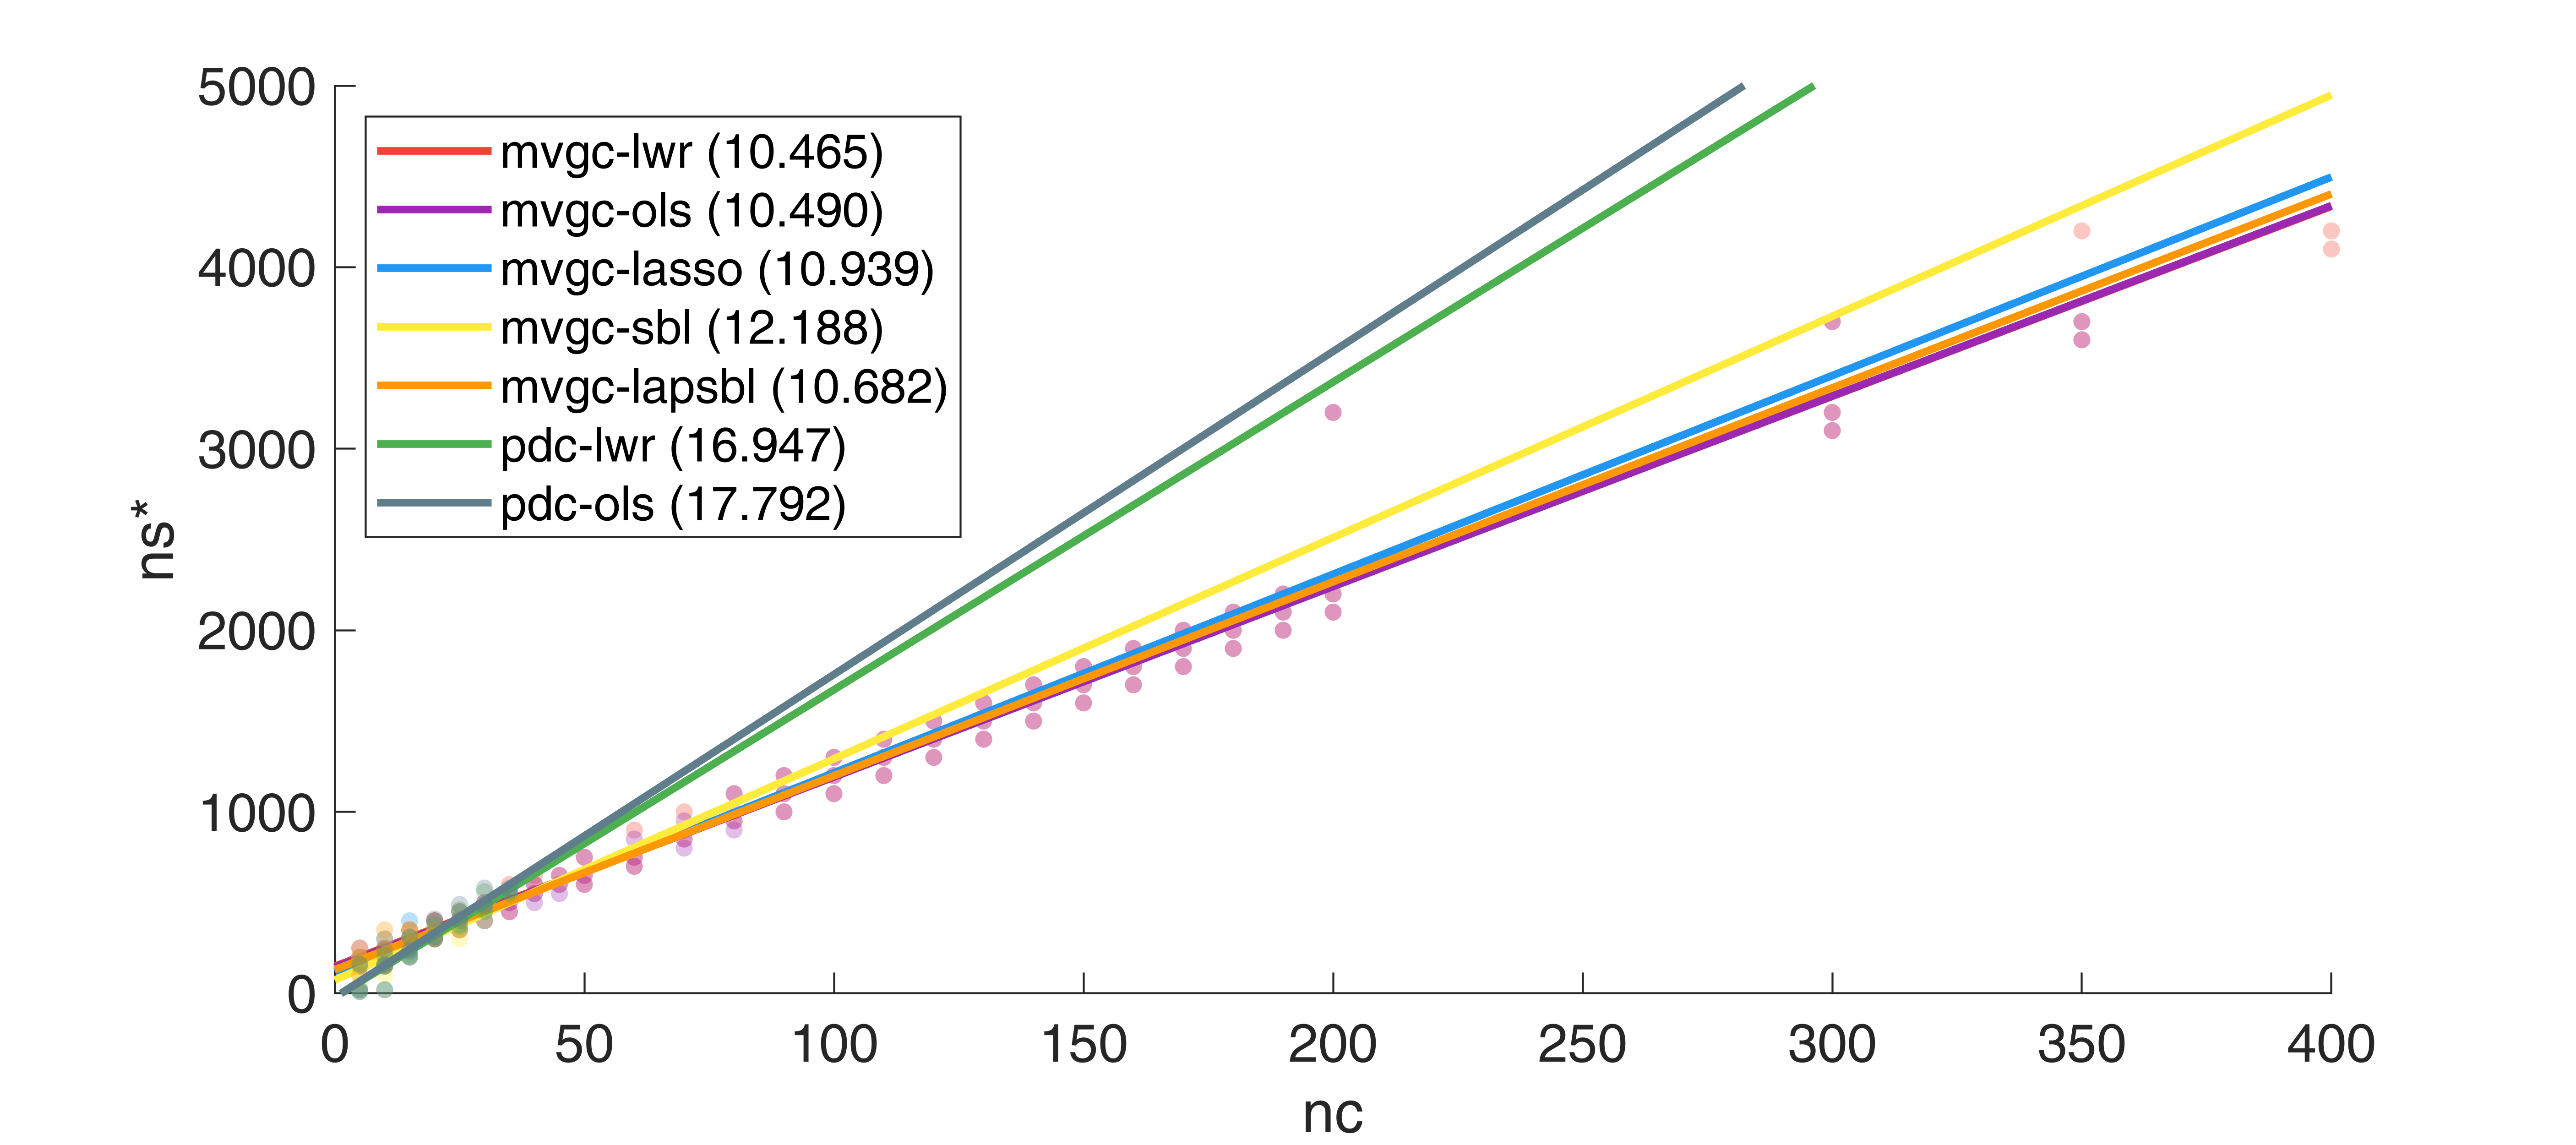 5000
4000
3000
2000
1000
0
ns*
mvgc-lwr (10.465)
mvgc-ols (10.490)
mvgc-lasso (10.939)
mvgc-sbl (12.188)
mvgc-lapsbl (10.682)
pdc-lwr (16.947)
pdc-ols (17.792)
0 50 100 150 200 250 300 350 400
nc